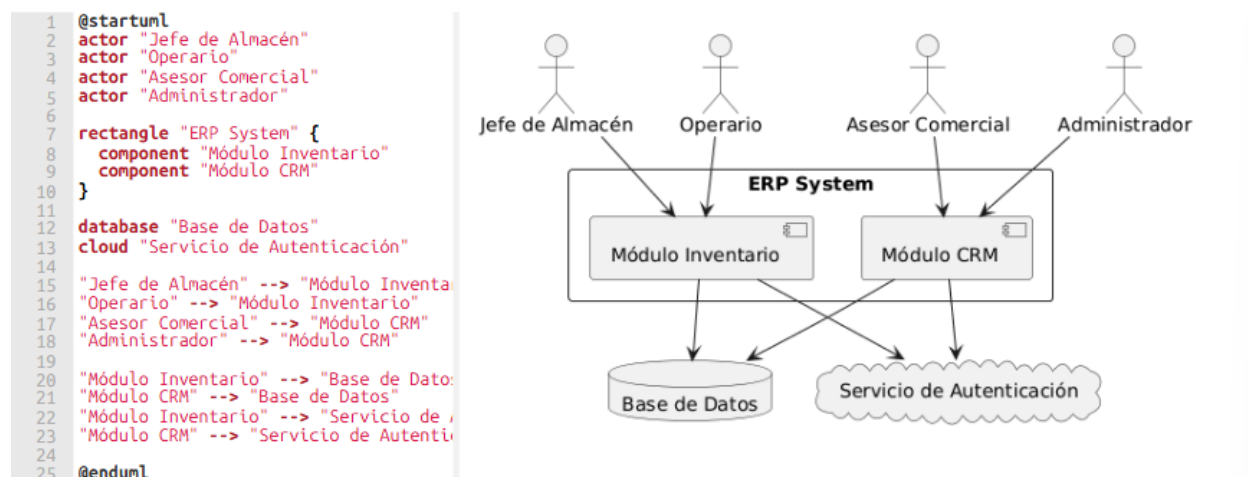 1 @startuml
2 actor "Jefe de Almacén"
3 actor "Operario"
4 actor "Asesor Comercial"
5 actor "Administrador"
6
7 rectangle "ERP System" {
8 component "Módulo Inventario"
9 component "Módulo CRM"
10 }
11
12 database "Base de Datos"
13 cloud "Servicio de Autenticación"
14
15 "Jefe de Almacén" --> "Módulo Inventa
16 "Operario" --> "Módulo Inventario"
17 "Asesor Comercial" --> "Módulo CRM"
18 "Administrador" --> "Módulo CRM"
19
20 "Módulo Inventario" --> "Base de Dato
21 "Módulo CRM" --> "Base de Datos"
22 "Módulo Inventario" --> "Servicio de
23 "Módulo CRM" --> "Servicio de Autenti
24
25 @enduml
Jefe de Almacén Operario Asesor Comercial Administrador
ERP System
Módulo Inventario Módulo CRM
Base de Datos Servicio de Autenticación